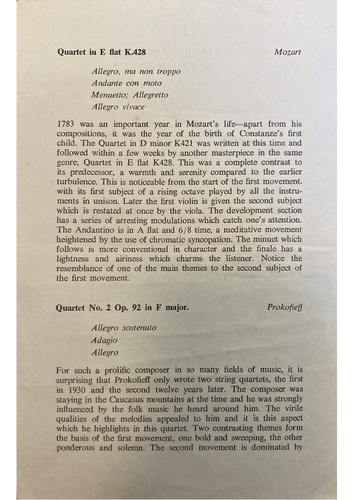 Quartet in E flat K.428 Mozart
Allegro, ma non troppo
Andante con moto
Menuetto; Allegretto
Allegro vivace
1783 was an important year in Mozart's life—apart from his
compositions, it was the year of the birth of Constanze's first
child. The Quartet in D minor K421 was written at this time and
followed within a few weeks by another masterpiece in the same
genre, Quartet in E flat K428. This was a complete contrast to
its predecessor, a warmth and serenity compared to the earlier
turbulence. This is noticeable from the start of the first movement,
with its first subject of a rising octave played by all the instru-
ments in unison. Later the first violin is given the second subject
which is restated at once by the viola. The development section
has a series of arresting modulations which catch one's attention.
The Andantino is in A flat and 6/8 time, a meditative movement
heightened by the use of chromatic syncopation. The minuet which
follows is more conventional in character and the finale has a
lightness and airiness which charms the listener. Notice the
resemblance of one of the main themes to the second subject of
the first movement.
Quartet No. 2 Op. 92 in F major. Prokofieff
Allegro sostenuto
Adagio
Allegro
For such a prolific composer in so many fields of music, it is
surprising that Prokofieff only wrote two string quartets, the first
in 1930 and the second twelve years later. The composer was
staying in the Caucasus mountains at the time and he was strongly
influenced by the folk music he heard around him. The virile
qualities of the melodies appealed to him and it is this aspect
which he highlights in this quartet. Two contrasting themes form
the basis of the first movement, one bold and sweeping, the other
ponderous and solemn. The second movement is dominated by